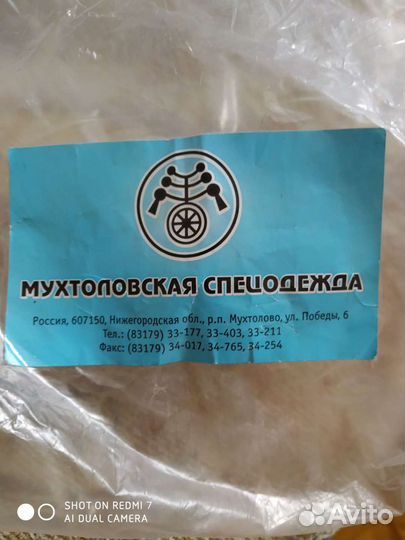 МУХТОЛОВСКАЯ СПЕЦОДЕЖДА
Россия, 607150, Нижегородская обл., р.п. Мухтолово, ул. Победы, 6
Тел.: (83179) 33-177, 33-403, 33-211
Факс: (83179) 34-017, 34-765, 34-254
SHOT ON REDMI 7
AI DUAL CAMERA
Avito